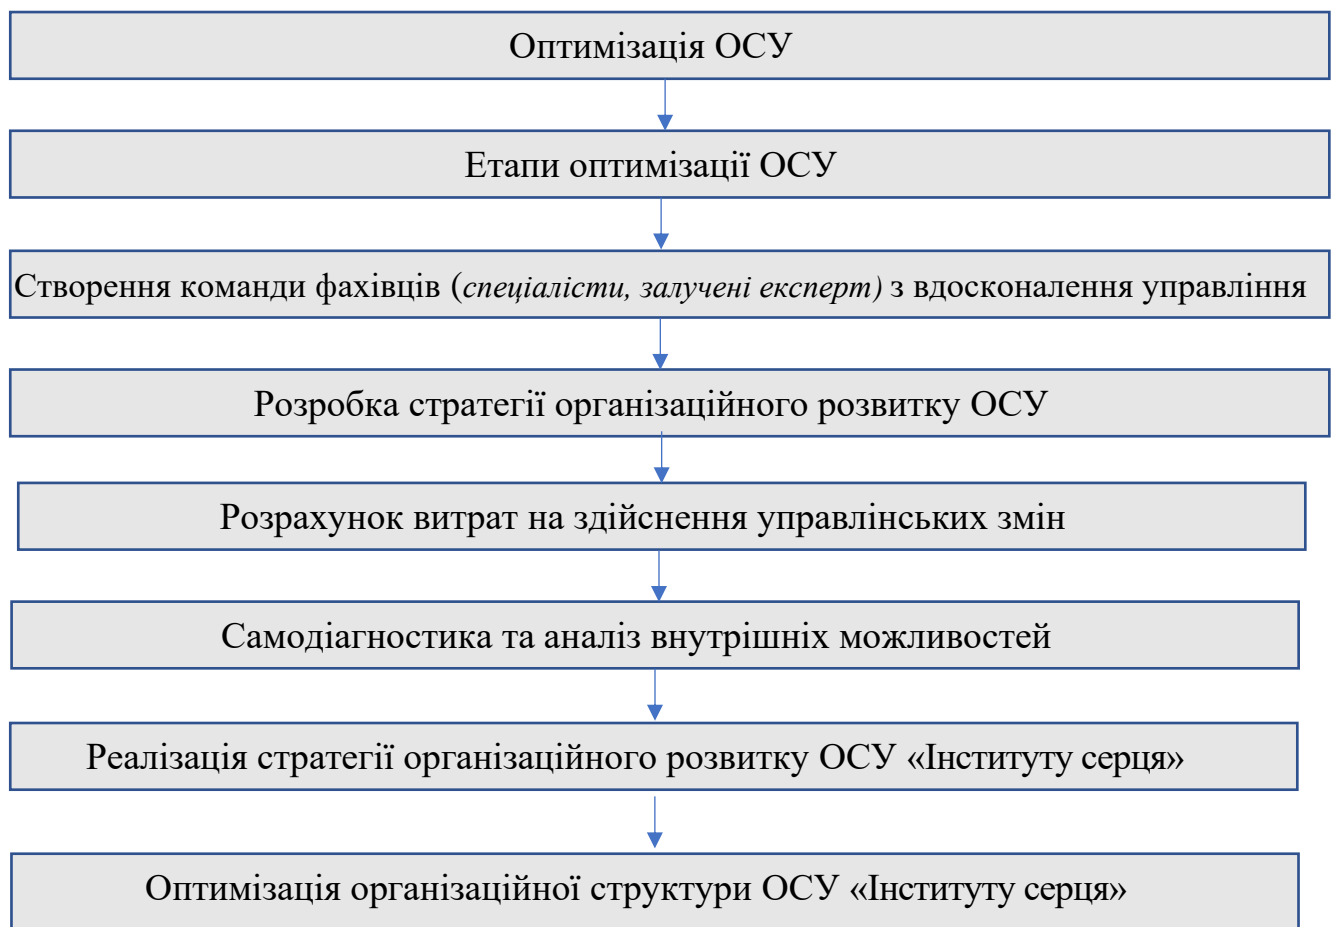 Оптимізація ОСУ
Етапи оптимізації ОСУ
Створення команди фахівців (спеціалісти, залучені експерт) з вдосконалення управління
Розробка стратегії організаційного розвитку ОСУ
Розрахунок витрат на здійснення управлінських змін
Самодіагностика та аналіз внутрішніх можливостей
Реалізація стратегії організаційного розвитку ОСУ «Інституту серця»
Оптимізація організаційної структури ОСУ «Інституту серця»